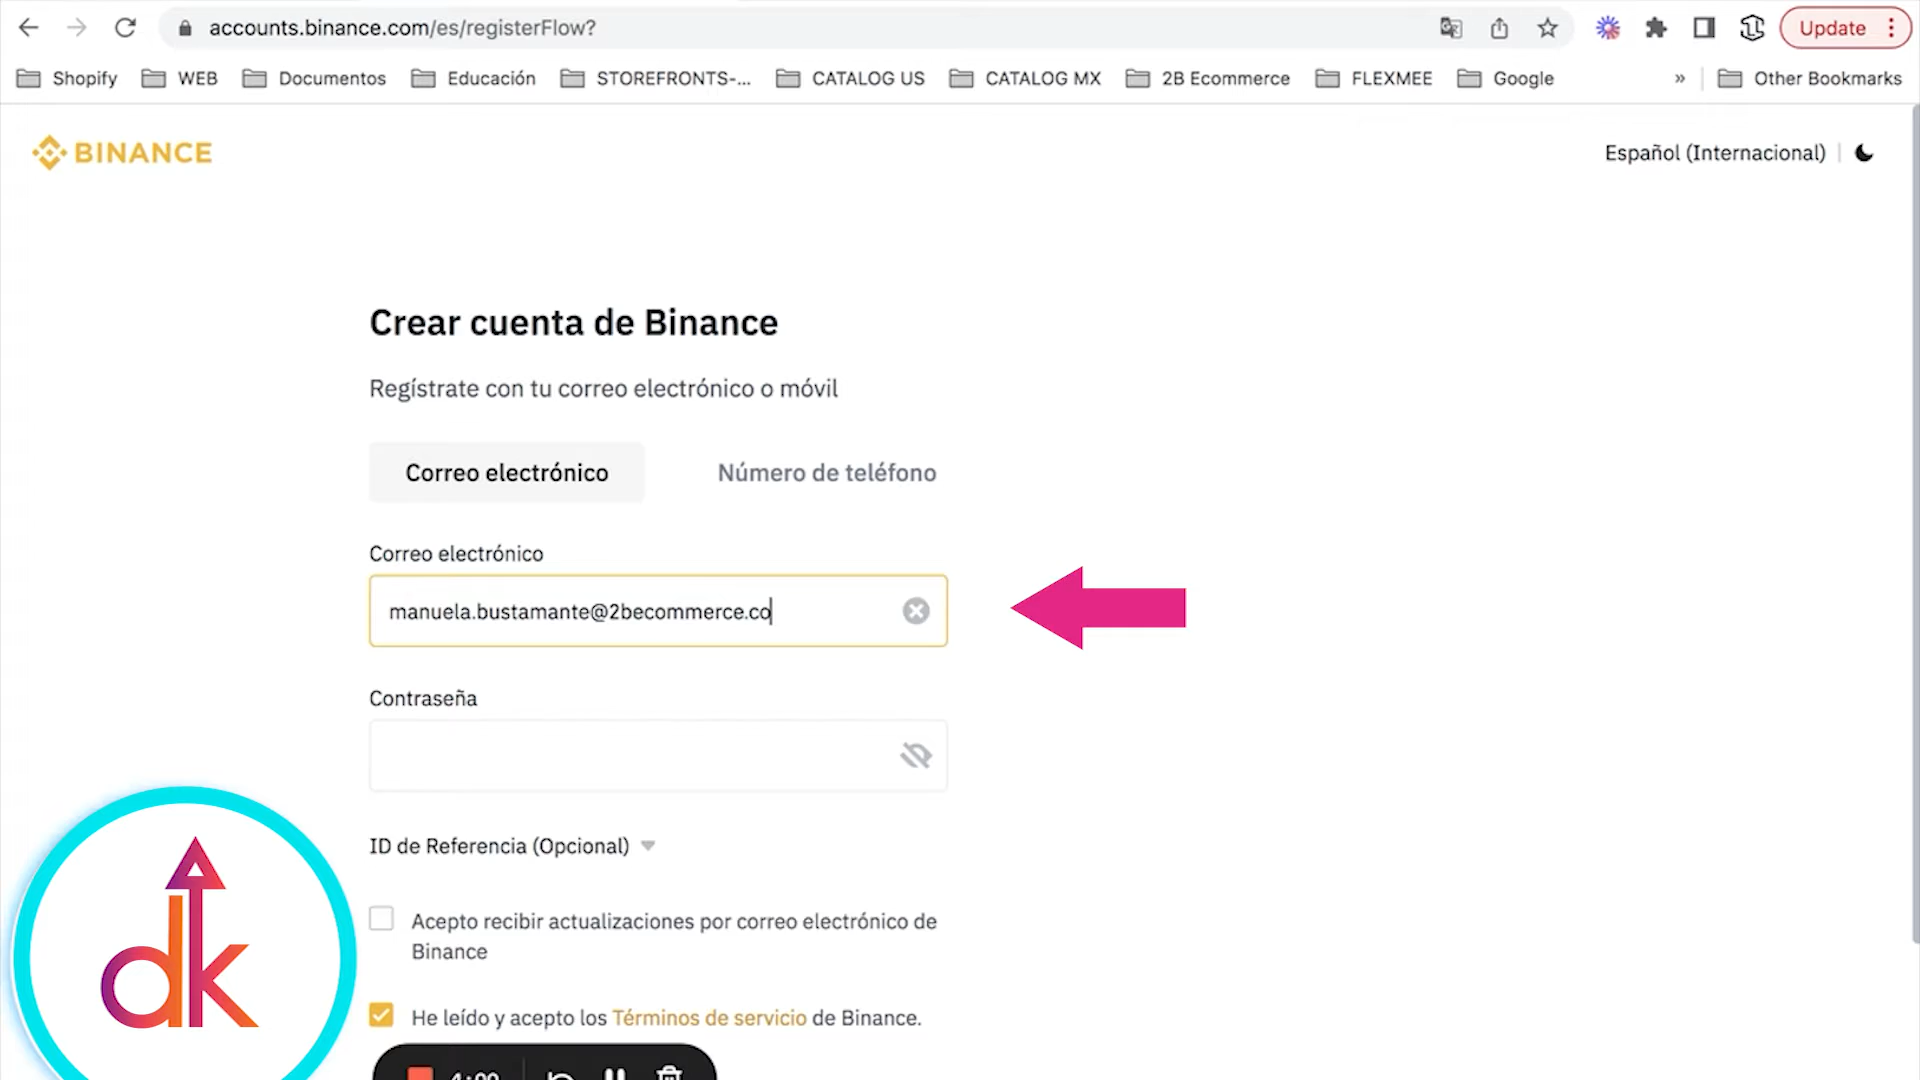 accounts.binance.com/es/registerFlow?
Update
Shopify WEB Documentos Educación STOREFRONTS-... CATALOG US CATALOG MX 2B Ecommerce FLEXMEE Google » Other Bookmarks
BINANCE
Español (Internacional)
Crear cuenta de Binance
Regístrate con tu correo electrónico o móvil
Correo electrónico Número de teléfono
Correo electrónico
manuela.bustamante@2becommerce.co
Contraseña
ID de Referencia (Opcional)
Acepto recibir actualizaciones por correo electrónico de
Binance
He leído y acepto los Términos de servicio de Binance.
dk